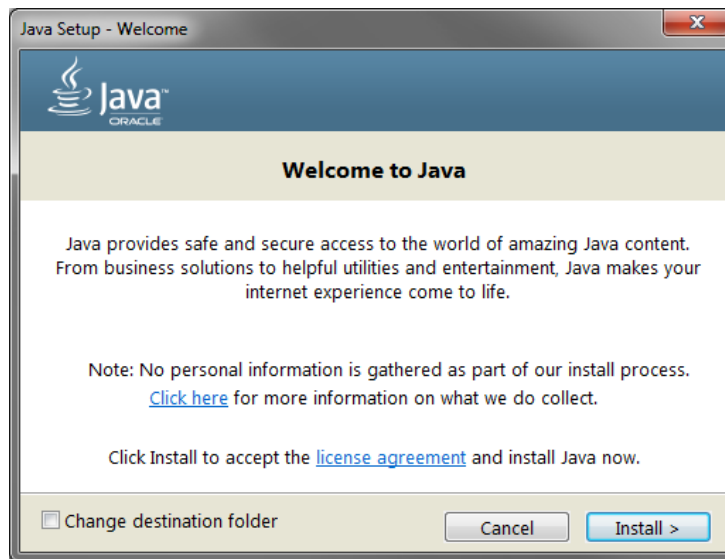 Java Setup - Welcome
Java™
ORACLE
Welcome to Java
Java provides safe and secure access to the world of amazing Java content.
From business solutions to helpful utilities and entertainment, Java makes your
internet experience come to life.
Note: No personal information is gathered as part of our install process.
Click here for more information on what we do collect.
Click Install to accept the license agreement and install Java now.
Change destination folder
Cancel
Install >